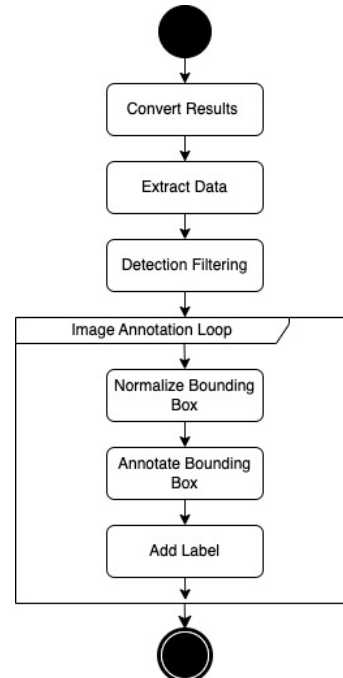 Convert Results
Extract Data
Detection Filtering
Image Annotation Loop
Normalize Bounding
Box
Annotate Bounding
Box
Add Label